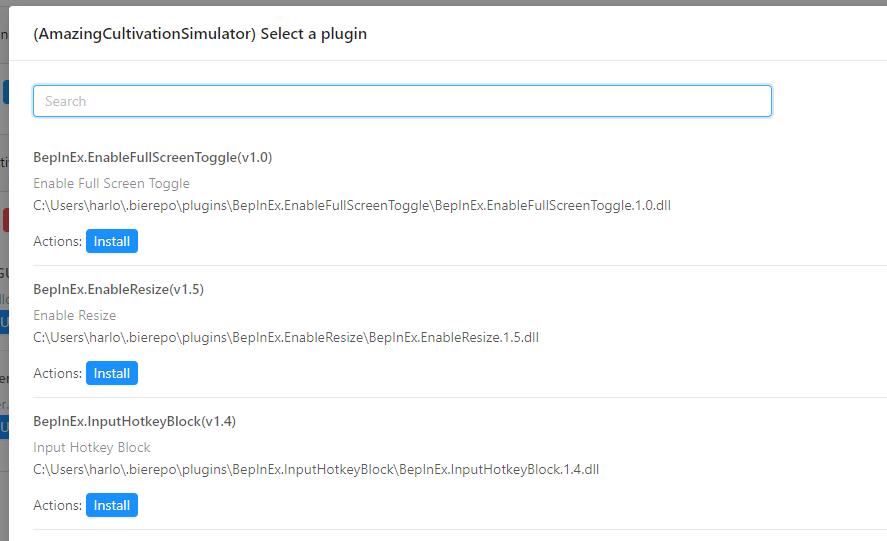 (AmazingCultivationSimulator) Select a plugin
Search
BepInEx.EnableFullScreenToggle(v1.0)
Enable Full Screen Toggle
C:\Users\harlo\.bierepo\plugins\BepInEx.EnableFullScreenToggle\BepInEx.EnableFullScreenToggle.1.0.dll
Actions: Install
BepInEx.EnableResize(v1.5)
Enable Resize
C:\Users\harlo\.bierepo\plugins\BepInEx.EnableResize\BepInEx.EnableResize.1.5.dll
Actions: Install
BepInEx.InputHotkeyBlock(v1.4)
Input Hotkey Block
C:\Users\harlo\.bierepo\plugins\BepInEx.InputHotkeyBlock\BepInEx.InputHotkeyBlock.1.4.dll
Actions: Install